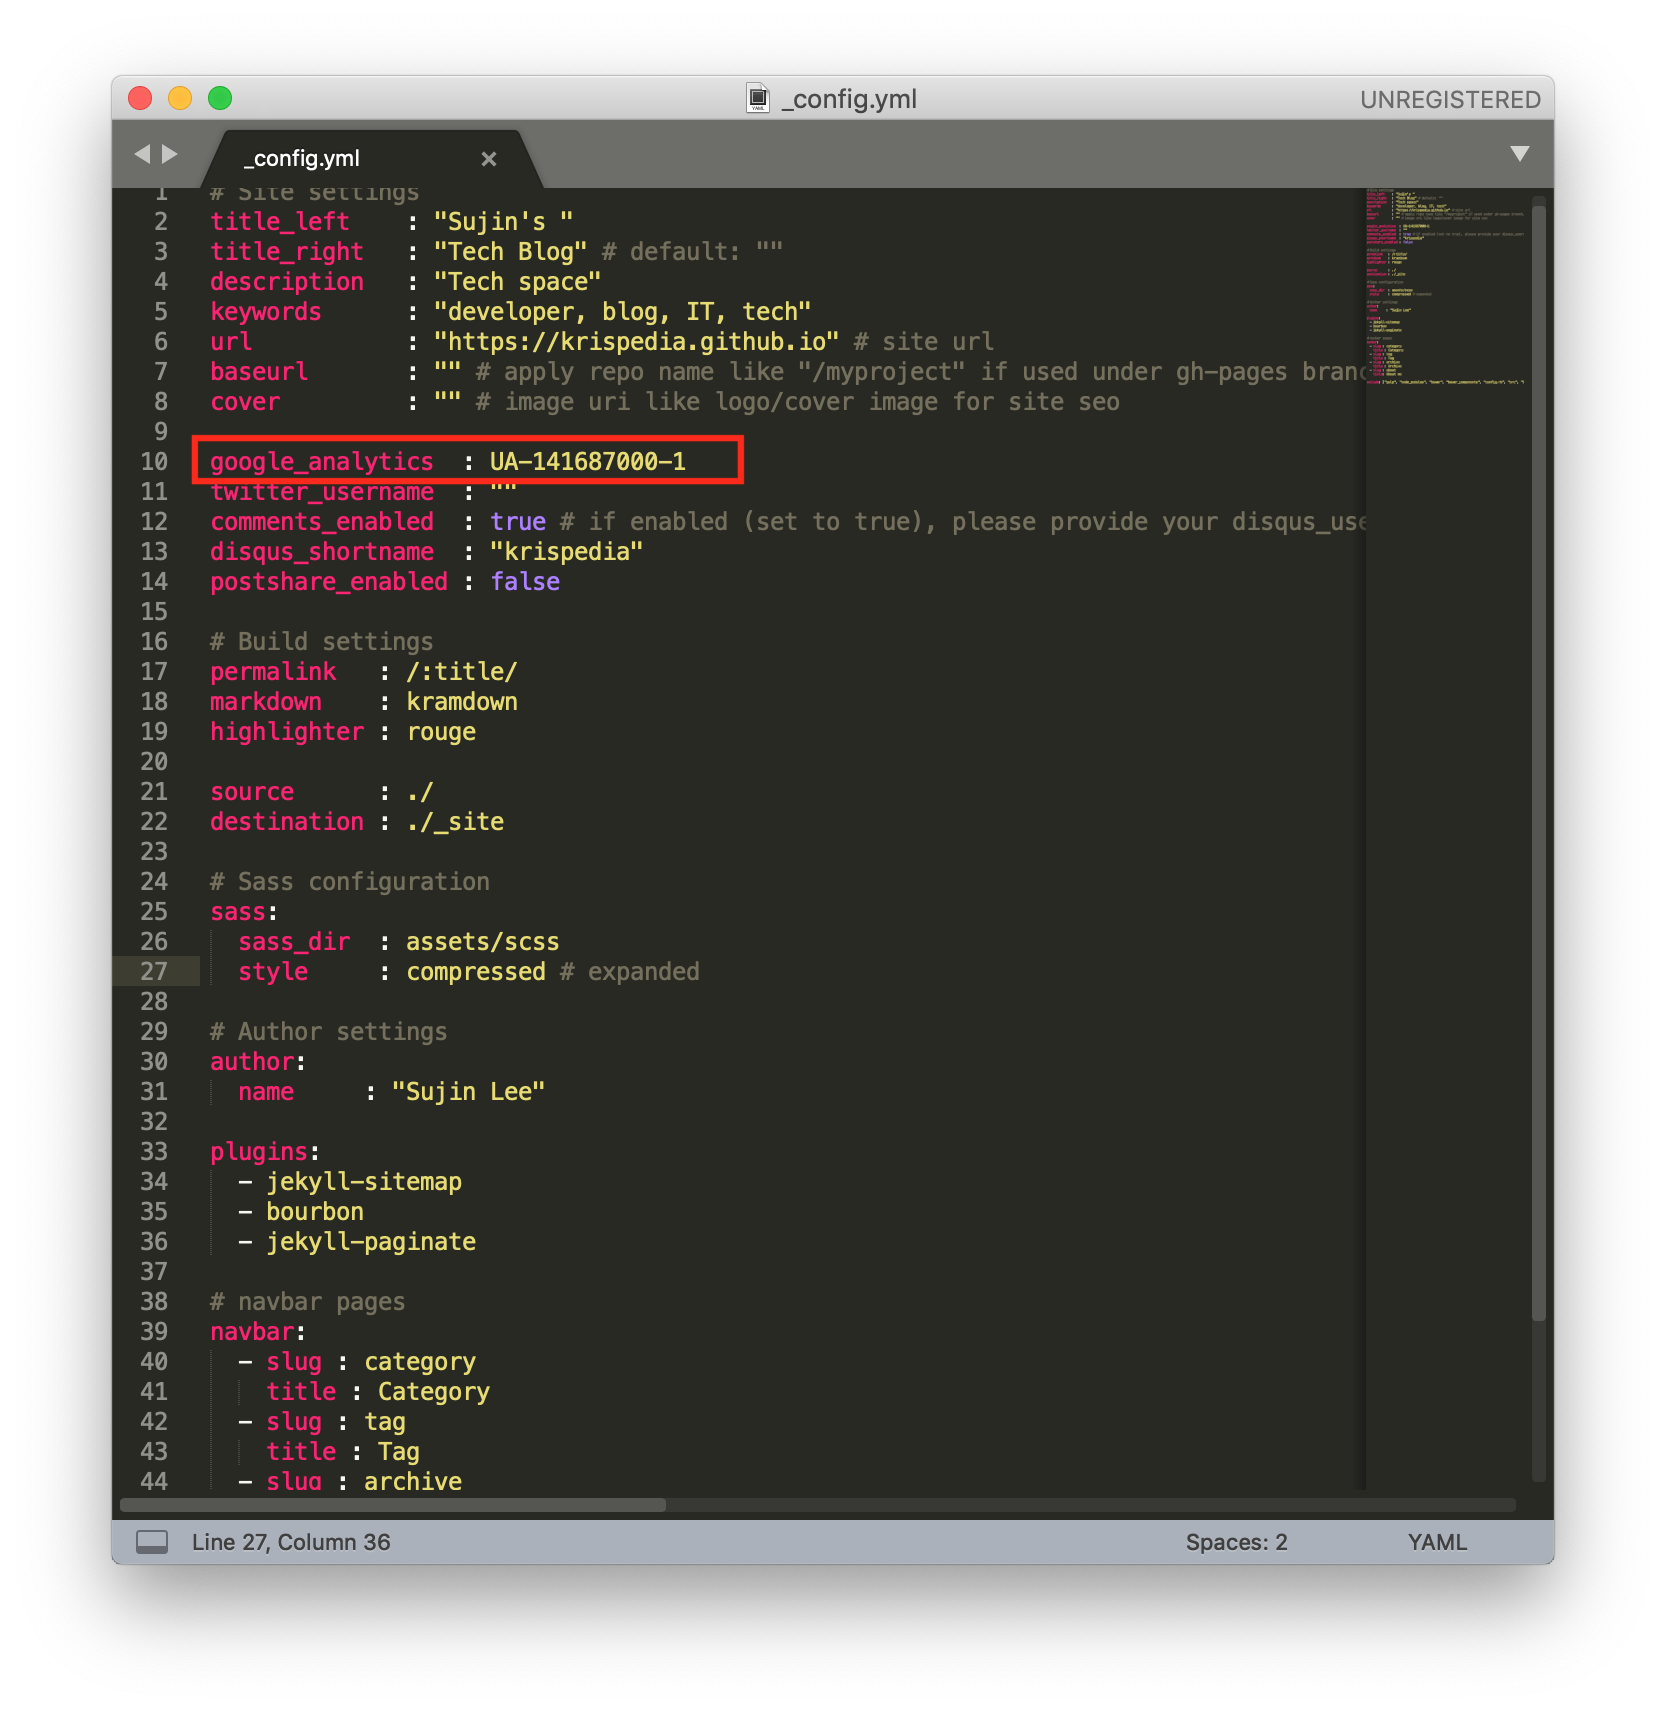 _config.yml
UNREGISTERED
_config.yml ×
1 # Site settings
2 title_left    : "Sujin's "
3 title_right   : "Tech Blog" # default: ""
4 description   : "Tech space"
5 keywords      : "developer, blog, IT, tech"
6 url           : "https://krispedia.github.io" # site url
7 baseurl       : "" # apply repo name like "/myproject" if used under gh-pages branc
8 cover         : "" # image uri like logo/cover image for site seo
9
10 google_analytics  : UA-141687000-1
11 twitter_username  : ""
12 comments_enabled  : true # if enabled (set to true), please provide your disqus_use
13 disqus_shortname  : "krispedia"
14 postshare_enabled : false
15
16 # Build settings
17 permalink   : /:title/
18 markdown    : kramdown
19 highlighter : rouge
20
21 source      : ./
22 destination : ./_site
23
24 # Sass configuration
25 sass:
26   sass_dir  : assets/scss
27   style     : compressed # expanded
28
29 # Author settings
30 author:
31   name     : "Sujin Lee"
32
33 plugins:
34   - jekyll-sitemap
35   - bourbon
36   - jekyll-paginate
37
38 # navbar pages
39 navbar:
40   - slug : category
41     title : Category
42   - slug : tag
43     title : Tag
44   - slug : archive
Line 27, Column 36
Spaces: 2
YAML